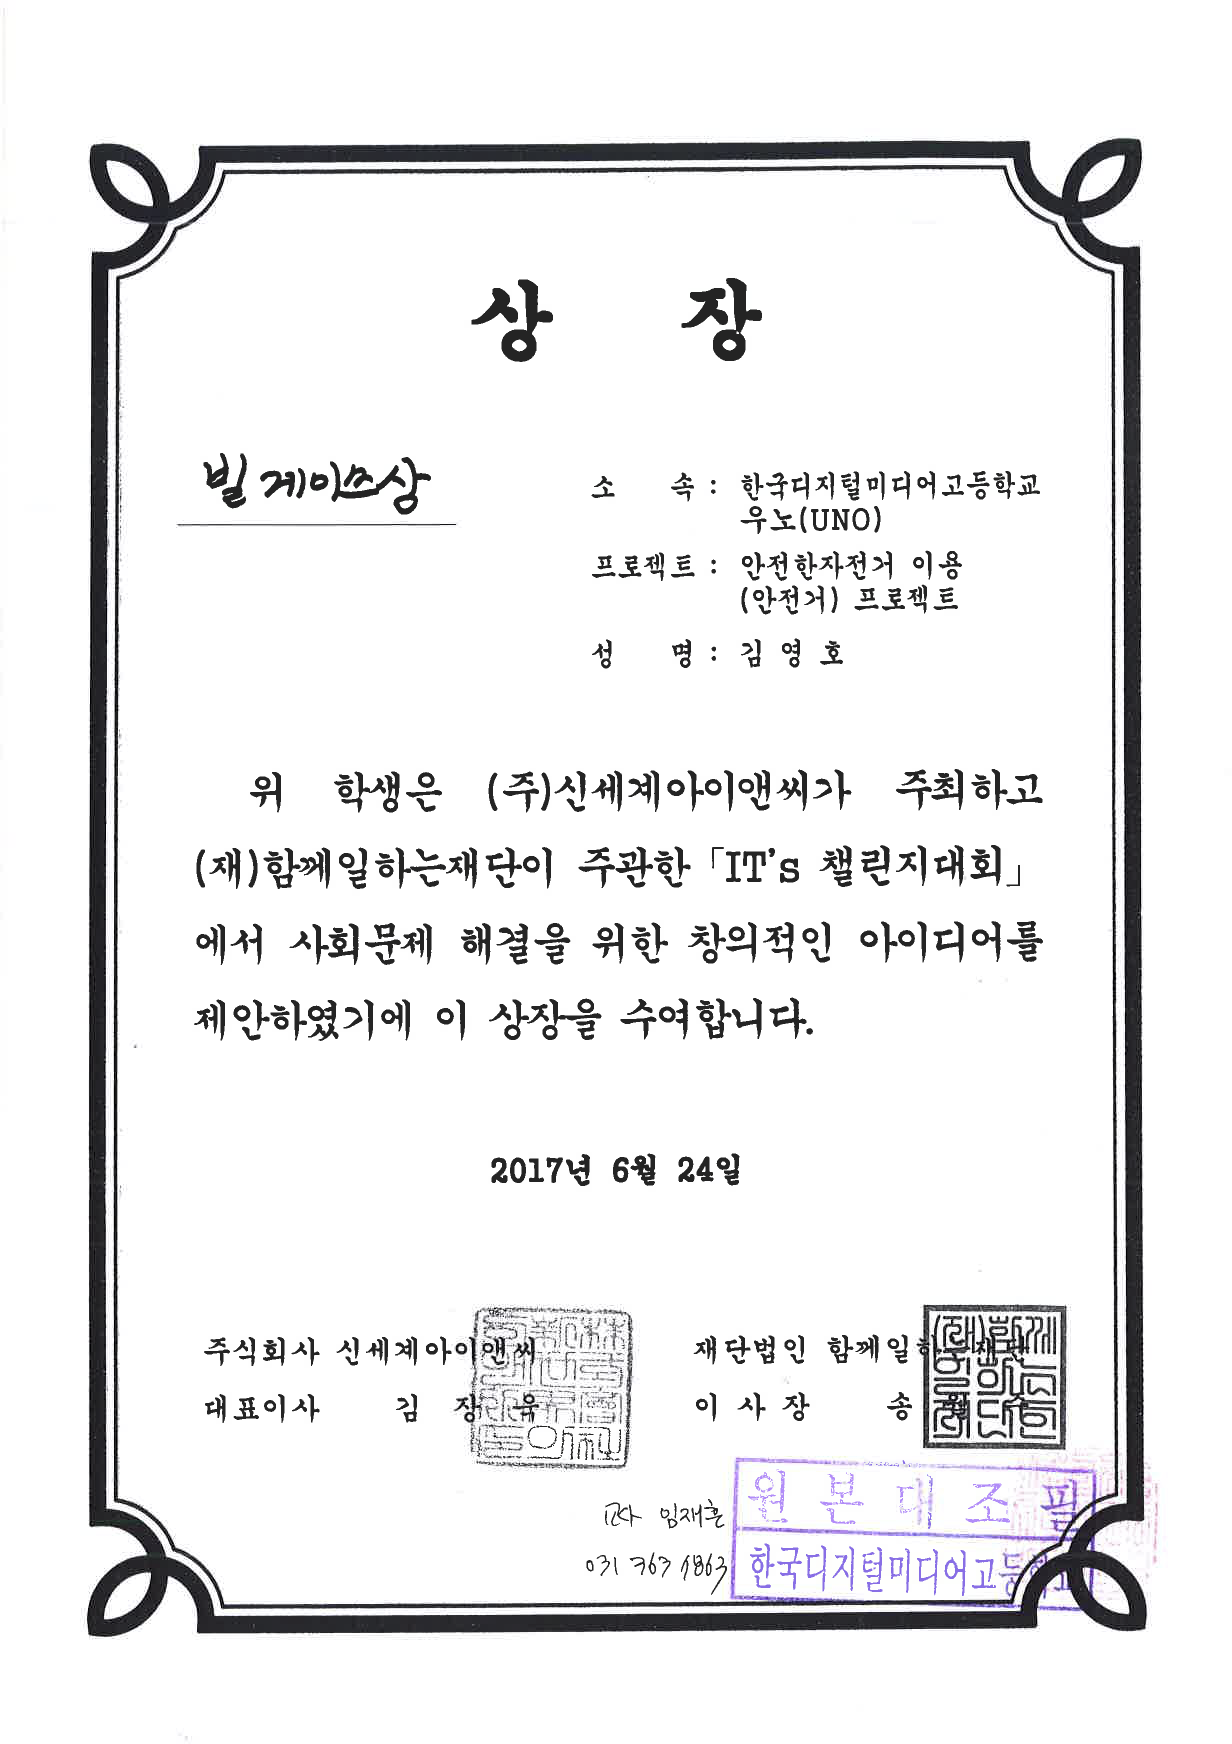 상 장
빌게이츠상
소 속 : 한국디지털미디어고등학교
우노(UNO)
프로젝트 : 안전한자전거 이용
(안전거) 프로젝트
성 명 : 김 영 호
위 학생은 (주)신세계아이앤씨가 주최하고
(재)함께일하는재단이 주관한 「IT's 챌린지대회」
에서 사회문제 해결을 위한 창의적인 아이디어를
제안하였기에 이 상장을 수여합니다.
2017년 6월 24일
주식회사 신세계아이앤씨
대표이사 김 장 욱
재단법인 함께일하는재단
이 사 장 송 월 주
원 본 대 조 필
한국디지털미디어고등학교
교사 임재훈
031 363